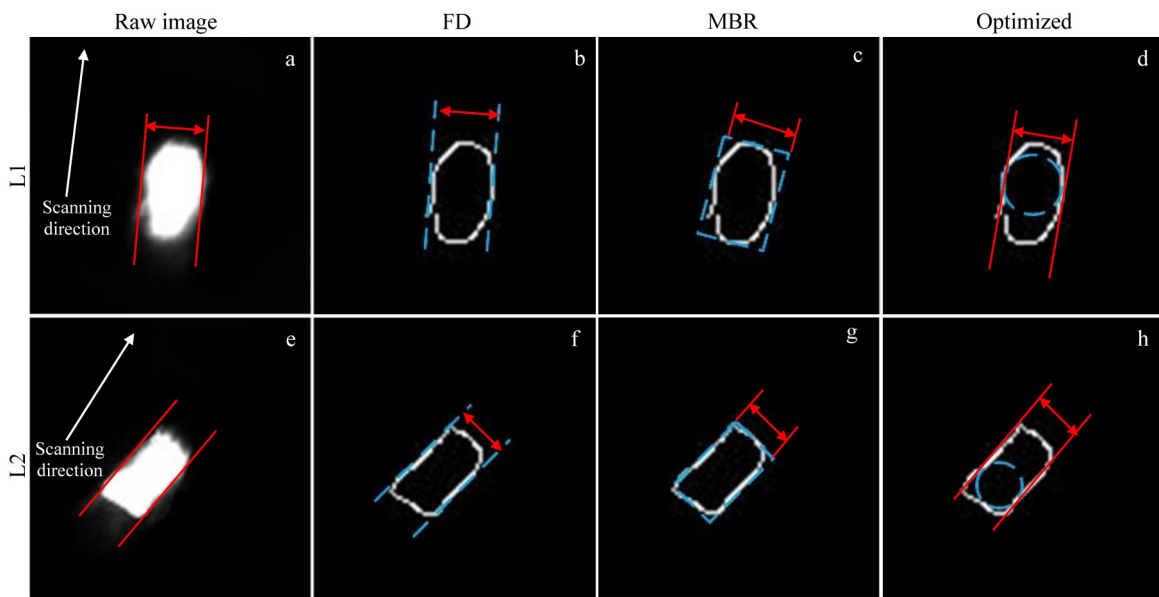 Raw image
FD
MBR
Optimized
L1
a
Scanning
direction
b
c
d
L2
e
Scanning
direction
f
g
h